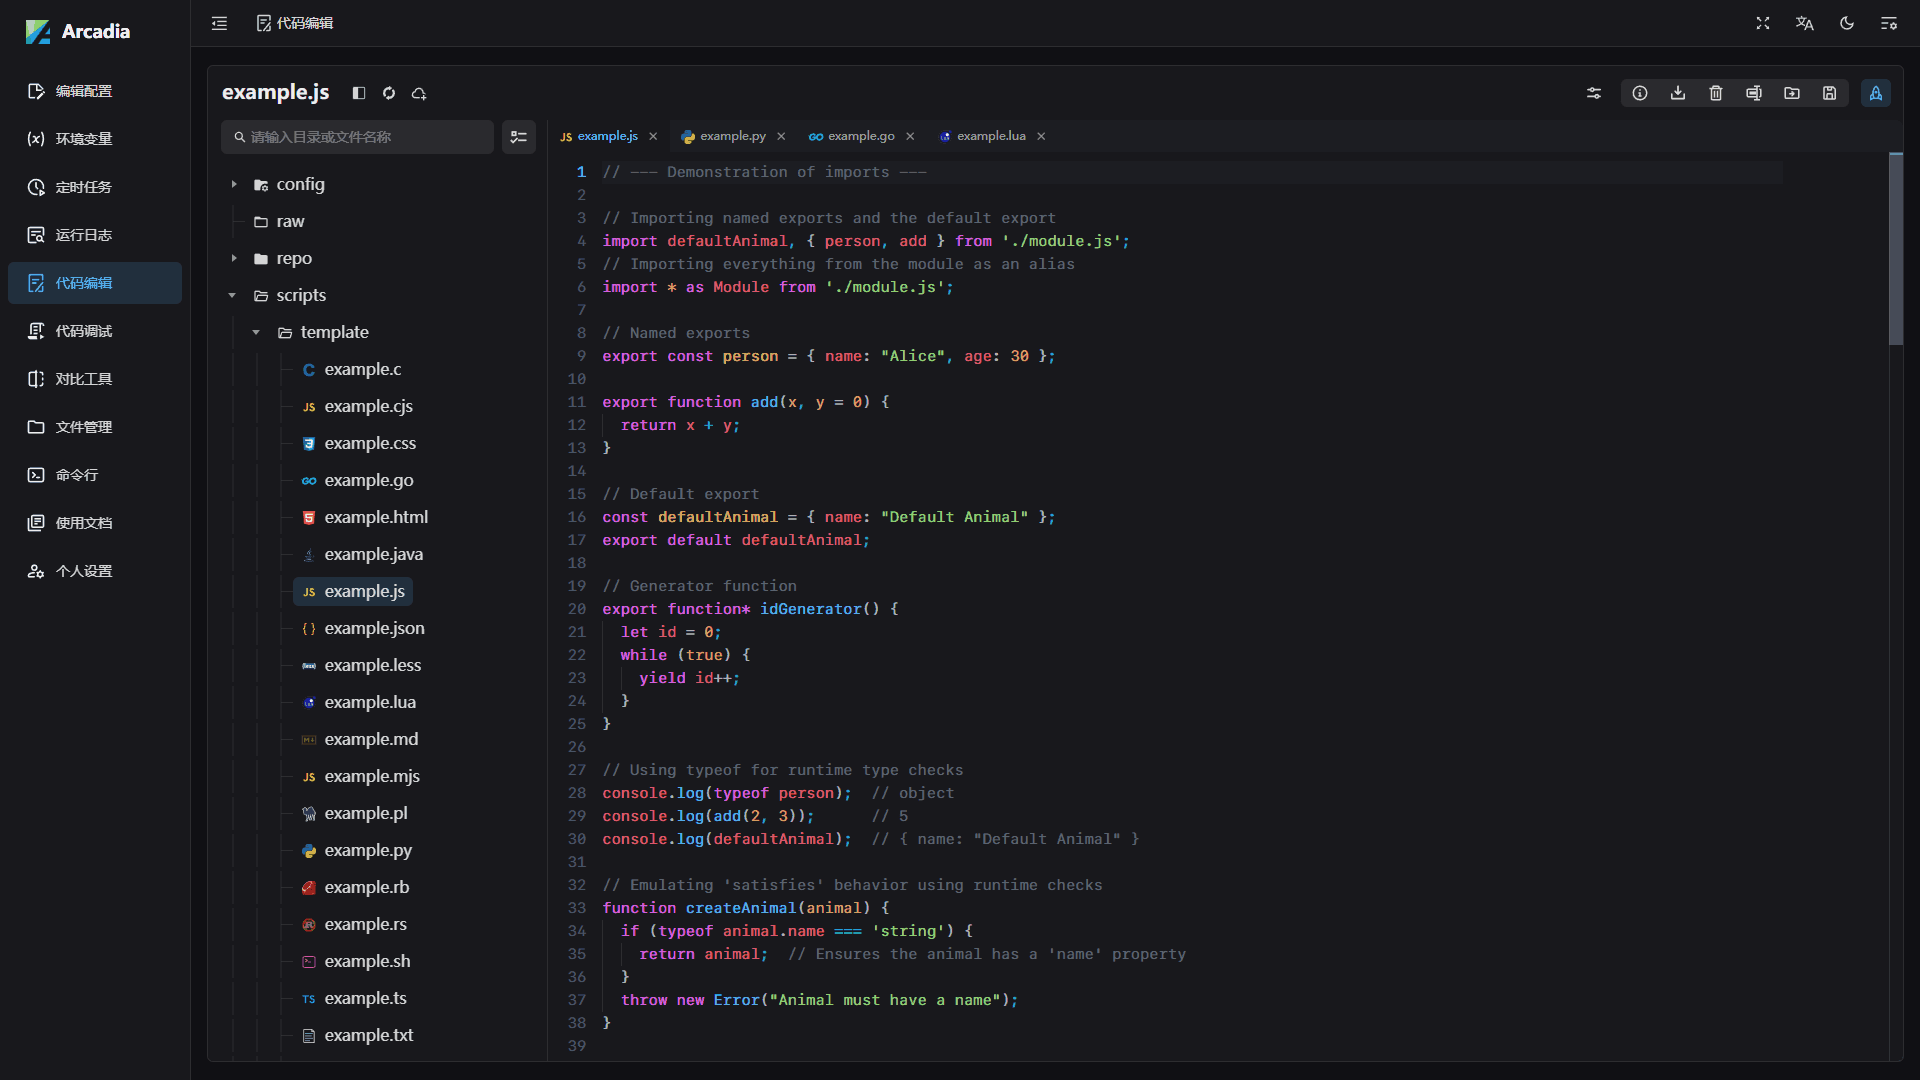 Arcadia
编辑配置
环境变量
定时任务
运行日志
代码编辑
代码调试
对比工具
文件管理
命令行
使用文档
个人设置
代码编辑
example.js
请输入目录或文件名称
config
raw
repo
scripts
template
example.c
example.cjs
example.css
example.go
example.html
example.java
example.js
example.json
example.less
example.lua
example.md
example.mjs
example.pl
example.py
example.rb
example.rs
example.sh
example.ts
example.txt
JS example.js
example.py
GO example.go
example.lua
1 // --- Demonstration of imports ---
2
3 // Importing named exports and the default export
4 import defaultAnimal, { person, add } from './module.js';
5 // Importing everything from the module as an alias
6 import * as Module from './module.js';
7
8 // Named exports
9 export const person = { name: "Alice", age: 30 };
10
11 export function add(x, y = 0) {
12   return x + y;
13 }
14
15 // Default export
16 const defaultAnimal = { name: "Default Animal" };
17 export default defaultAnimal;
18
19 // Generator function
20 export function* idGenerator() {
21   let id = 0;
22   while (true) {
23     yield id++;
24   }
25 }
26
27 // Using typeof for runtime type checks
28 console.log(typeof person);  // object
29 console.log(add(2, 3));      // 5
30 console.log(defaultAnimal);  // { name: "Default Animal" }
31
32 // Emulating 'satisfies' behavior using runtime checks
33 function createAnimal(animal) {
34   if (typeof animal.name === 'string') {
35     return animal;  // Ensures the animal has a 'name' property
36   }
37   throw new Error("Animal must have a name");
38 }
39